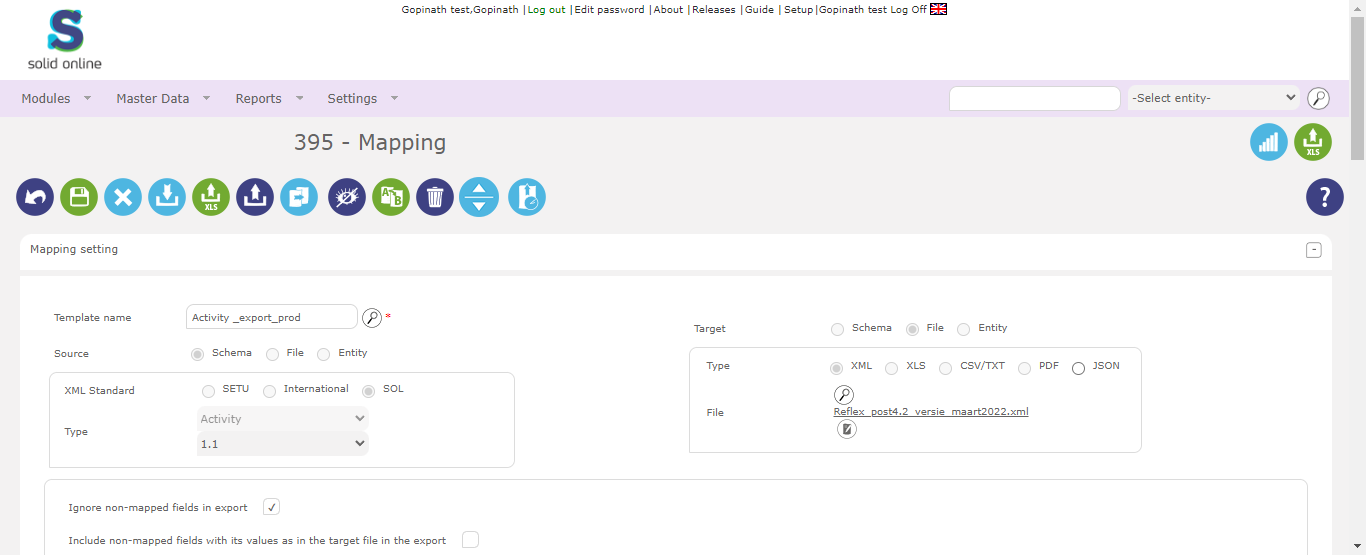 Gopinath test,Gopinath |Log out |Edit password |About |Releases |Guide | Setup|Gopinath test Log Off
S
solid online
Modules Master Data Reports Settings -Select entity-
395 - Mapping
XLS
XLS A B ?
Mapping setting -
Template name Activity _export_prod *
Target Schema File Entity
Source Schema File Entity
Type XML XLS CSV/TXT PDF JSON
XML Standard SETU International SOL
File Reflex_post4.2_versie_maart2022.xml
Type Activity
1.1
Ignore non-mapped fields in export ✓
Include non-mapped fields with its values as in the target file in the export